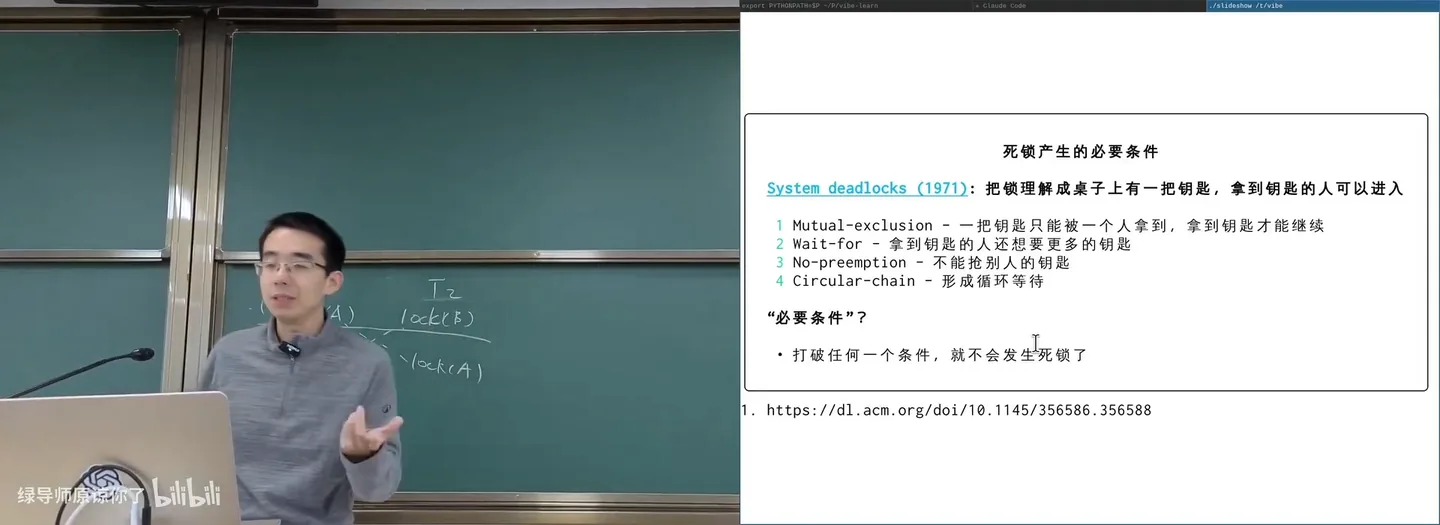 T2
A)
lock(B)
lock(A)
绿导师原谅你了 bilibili
export PYTHONPATH=$P ~/P/vibe-learn
Claude Code
./slideshow /t/vibe
死锁产生的必要条件
System deadlocks (1971): 把锁理解成桌子上有一把钥匙，拿到钥匙的人可以进入
1 Mutual-exclusion - 一把钥匙只能被一个人拿到，拿到钥匙才能继续
2 Wait-for - 拿到钥匙的人还想要更多的钥匙
3 No-preemption - 不能抢别人的钥匙
4 Circular-chain - 形成循环等待
“必要条件”？
• 打破任何一个条件，就不会发生死锁了
1. https://dl.acm.org/doi/10.1145/356586.356588